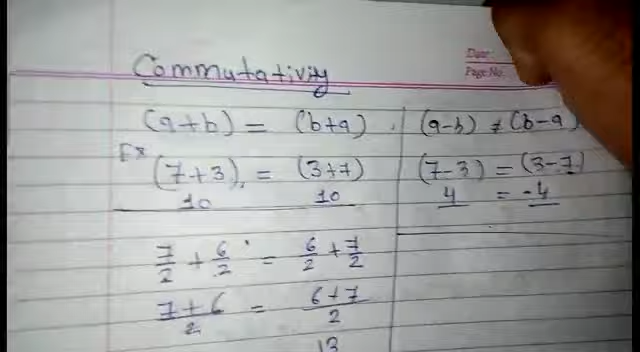 Date:
Page No.
Commutativity
(a+b) = (b+a) . (a-b) ≠ (b-a)
Ex (7+3) = (3+7) (7-3) = (3-7)
10 10 4 = -4
7/2 + 6/2 = 6/2 + 7/2
7+6/2 = 6+7/2
13